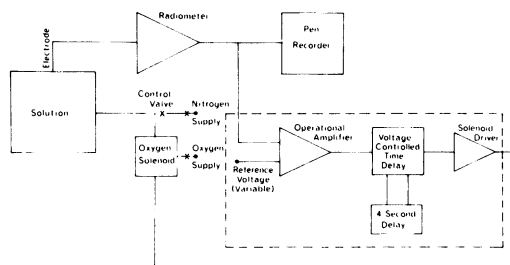 Radiometer
Pen
Recorder
Electrode
Solution
Control
Valve
Nitrogen
Supply
Oxygen
Solenoid
Oxygen
Supply
Operational
Amplifier
Reference
Voltage
(Variable)
Voltage
Controlled
Time
Delay
Solenoid
Driver
4 Second
Delay